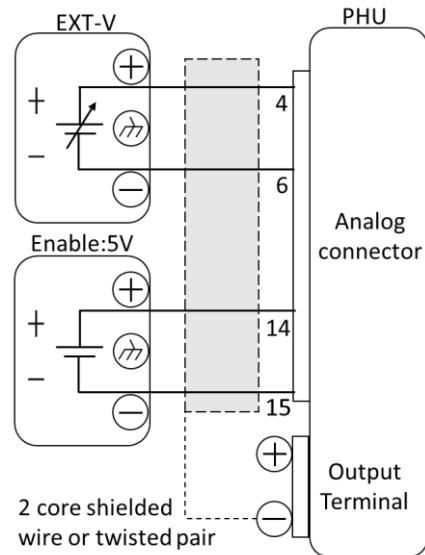 EXT-V
PHU
+
+
4
−
−
6
Analog
connector
Enable:5V
+
+
14
−
−
15
+
Output
Terminal
−
2 core shielded
wire or twisted pair